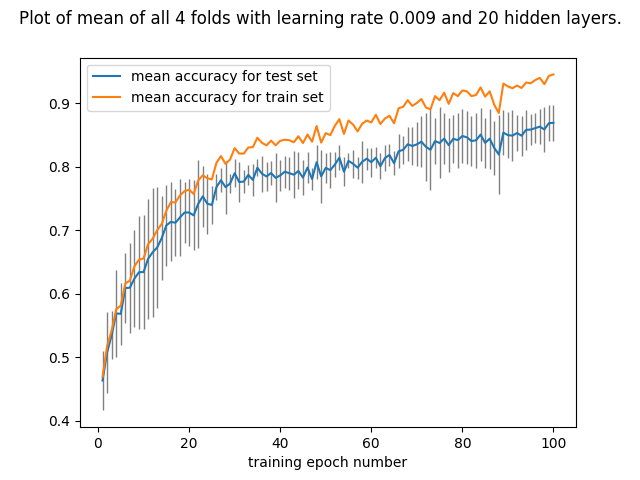 Plot of mean of all 4 folds with learning rate 0.009 and 20 hidden layers.
mean accuracy for test set
mean accuracy for train set
0.9
0.8
0.7
0.6
0.5
0.4
0 20 40 60 80 100
training epoch number